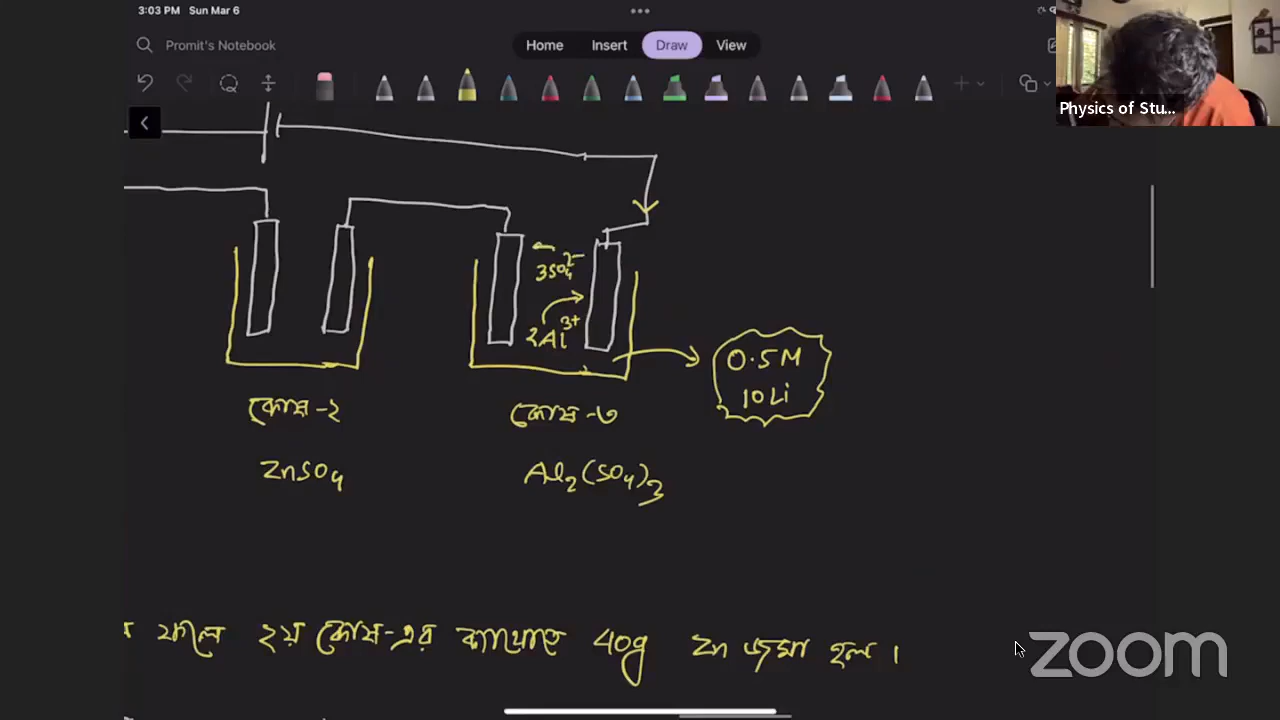 3:03 PM Sun Mar 6
Promit's Notebook
Home Insert Draw View
Physics of Stu...
3SO₄²⁻
2Al³⁺
0.5M
10Li
কোষ-২
কোষ-৩
ZnSO₄
Al₂(SO₄)₃
ফলে ২য় কোষ-এর ক্যাথোডে 40g Zn জমা হল।
zoom